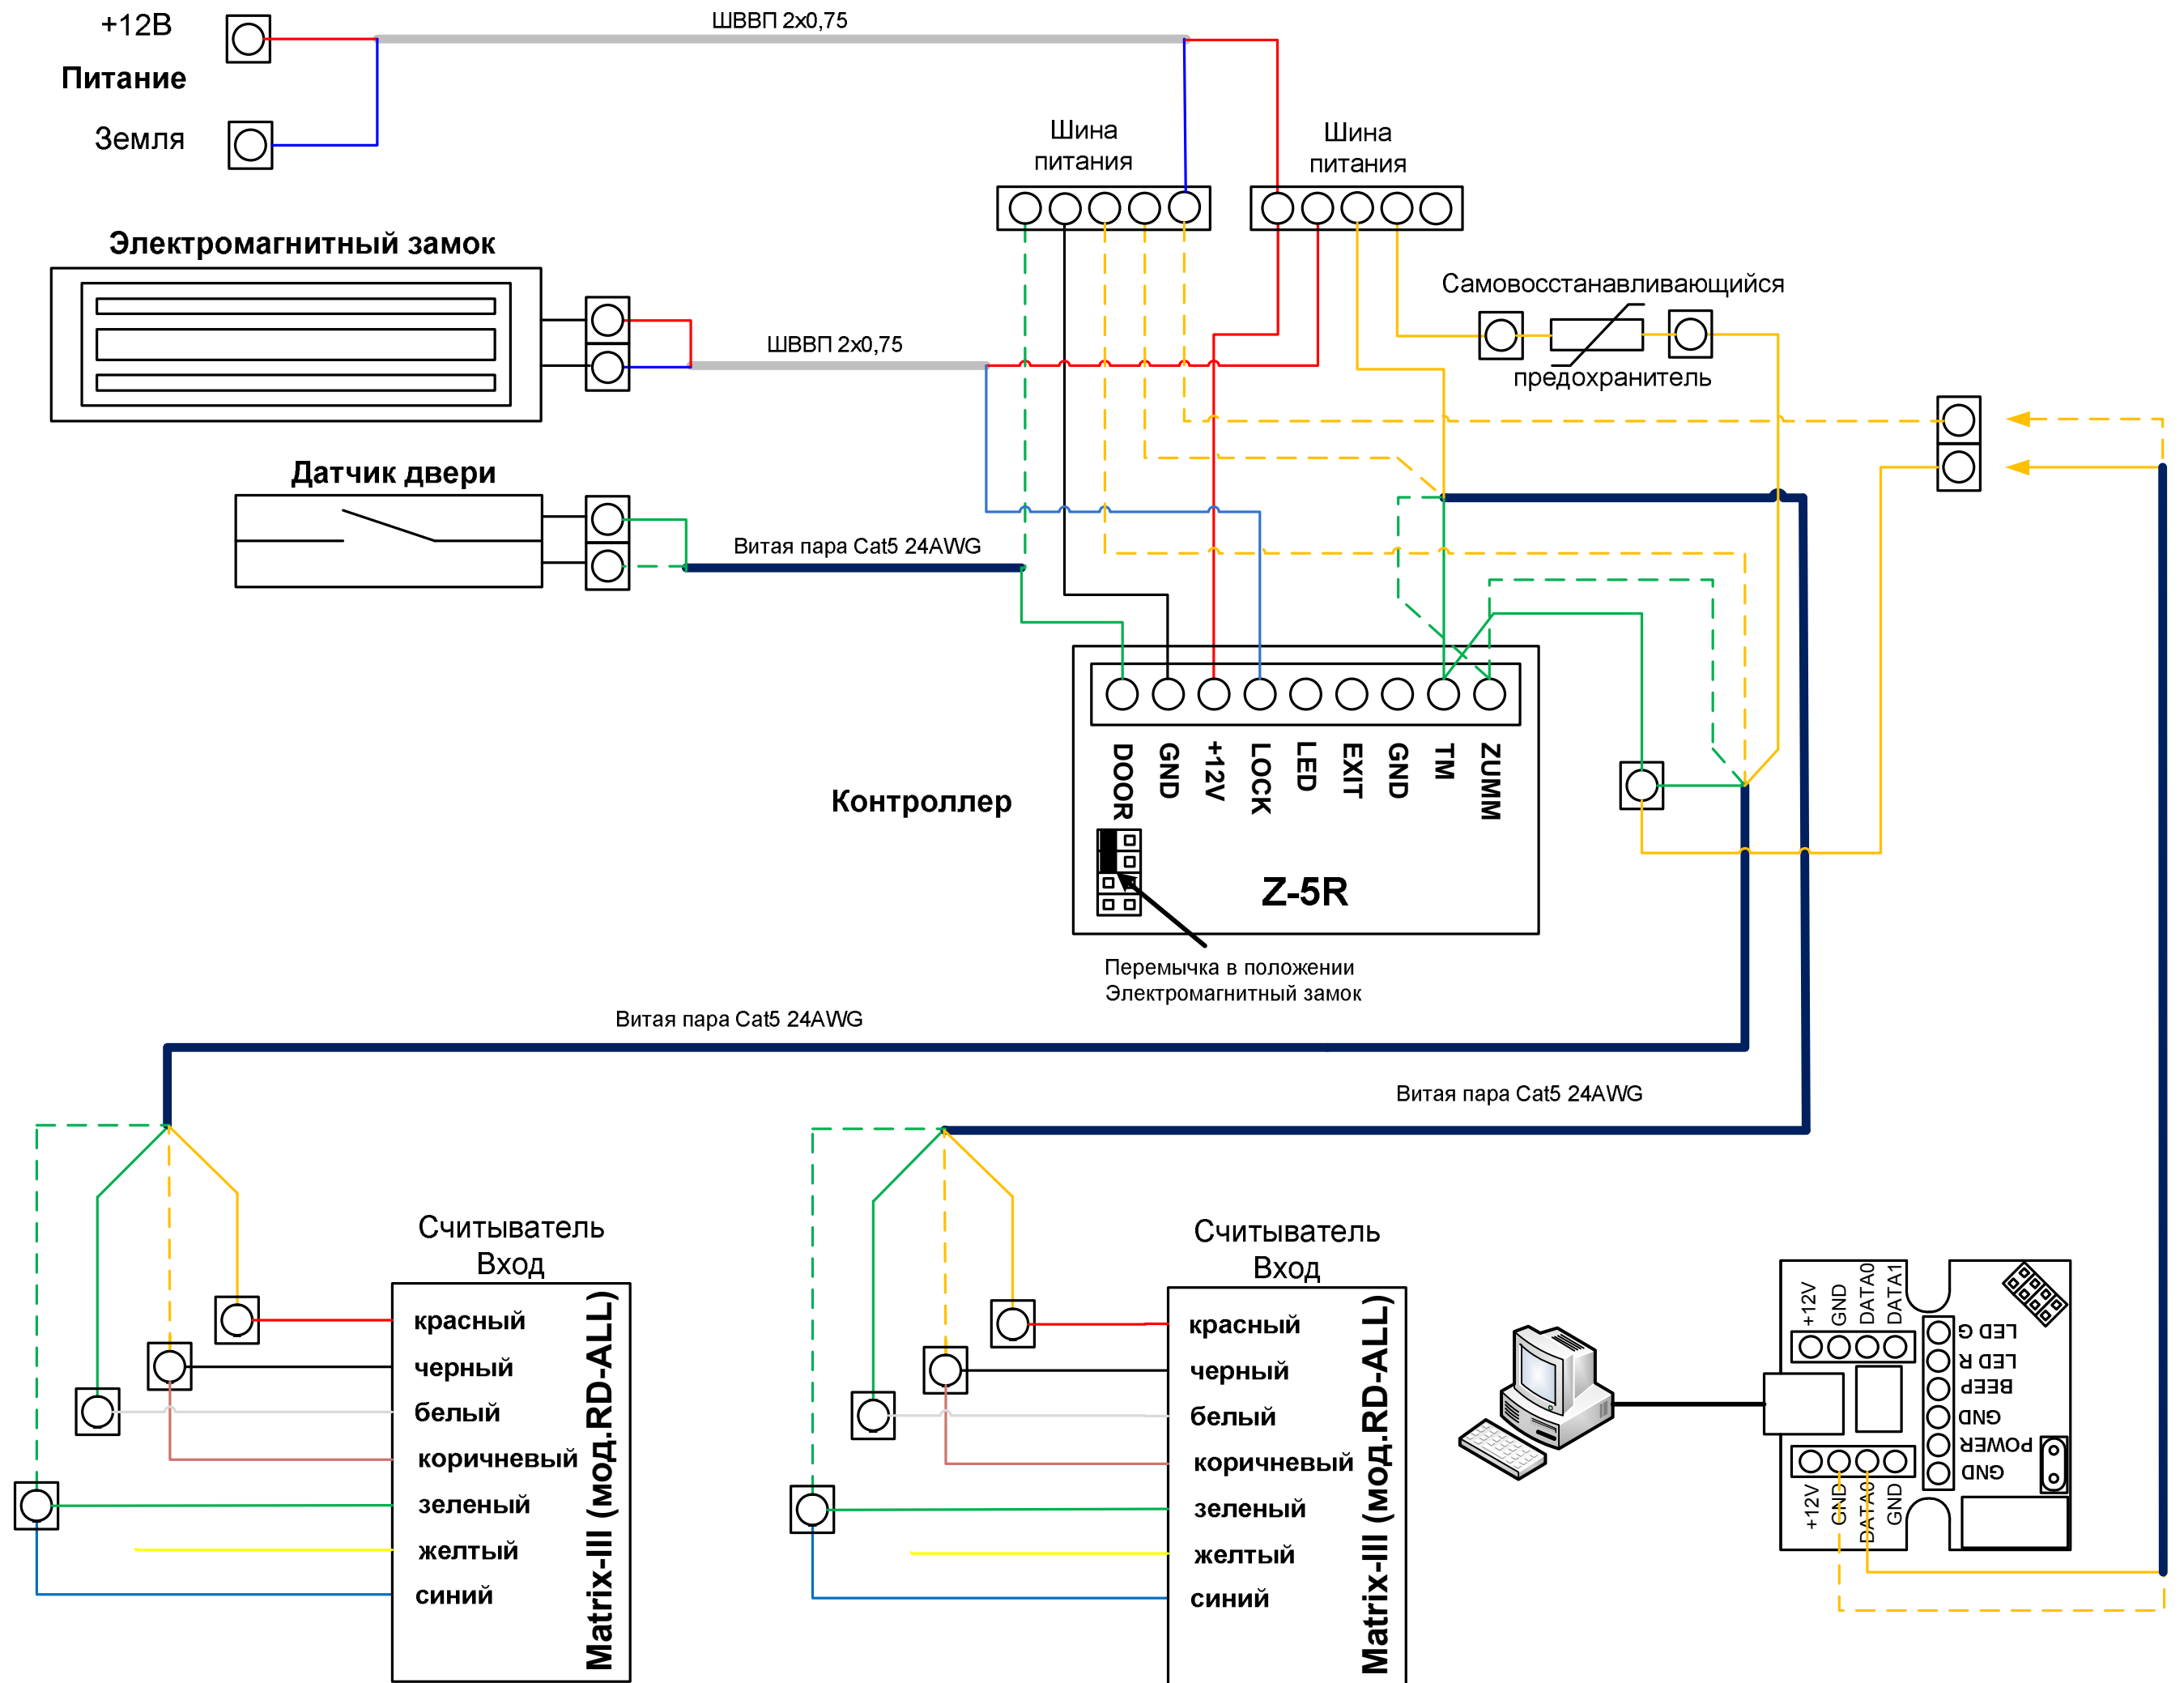 +12В
ШВВП 2х0,75
Питание
Земля
Шина
питания
Шина
питания
Электромагнитный замок
Самовосстанавливающийся
предохранитель
ШВВП 2х0,75
Датчик двери
Витая пара Cat5 24AWG
DOOR
GND
+12V
LOCK
LED
EXIT
GND
TM
ZUMM
Контроллер
Z-5R
Перемычка в положении
Электромагнитный замок
Витая пара Cat5 24AWG
Витая пара Cat5 24AWG
Считыватель
Вход
красный
черный
белый
коричневый
зеленый
желтый
синий
Matrix-III (мод.RD-ALL)
Считыватель
Вход
красный
черный
белый
коричневый
зеленый
желтый
синий
Matrix-III (мод.RD-ALL)
+12V
GND
DATA0
DATA1
LED G
LED R
BEEP
GND
POWER
GND
+12V
GND
DATA0
GND